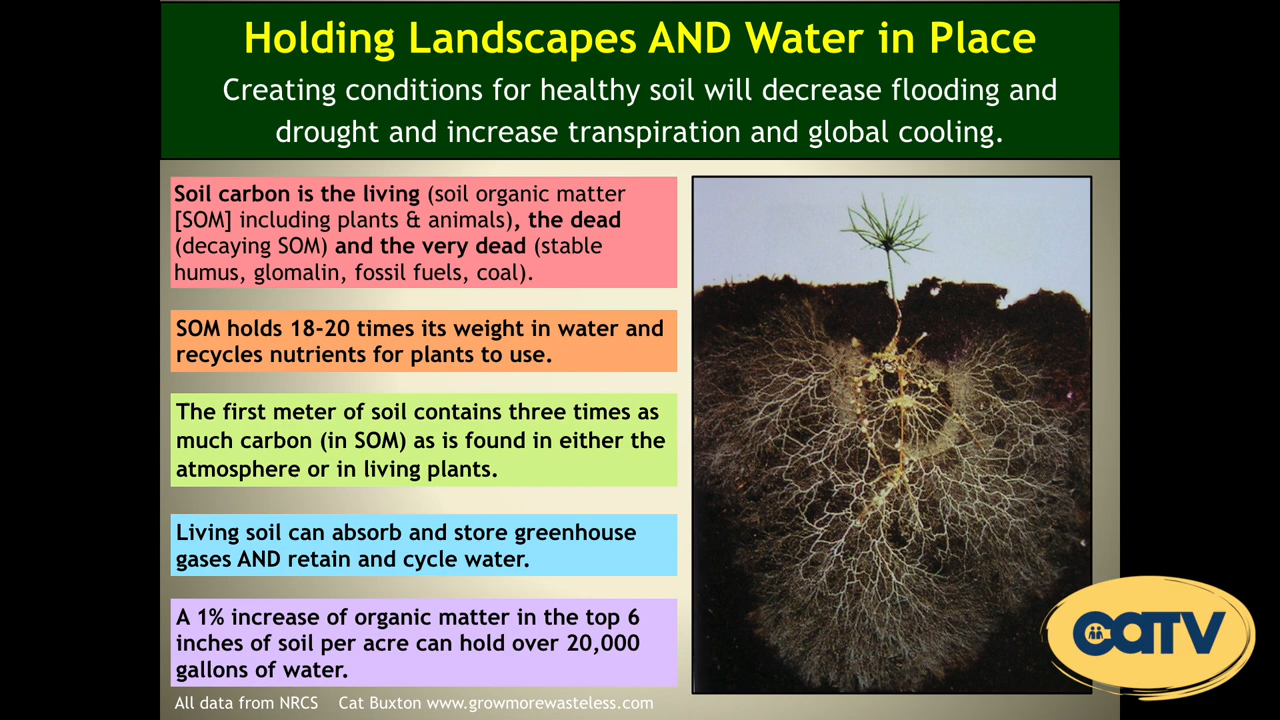 Holding Landscapes AND Water in Place
Creating conditions for healthy soil will decrease flooding and
drought and increase transpiration and global cooling.
Soil carbon is the living (soil organic matter
[SOM] including plants & animals), the dead
(decaying SOM) and the very dead (stable
humus, glomalin, fossil fuels, coal).
SOM holds 18-20 times its weight in water and
recycles nutrients for plants to use.
The first meter of soil contains three times as
much carbon (in SOM) as is found in either the
atmosphere or in living plants.
Living soil can absorb and store greenhouse
gases AND retain and cycle water.
A 1% increase of organic matter in the top 6
inches of soil per acre can hold over 20,000
gallons of water.
All data from NRCS Cat Buxton www.growmorewasteless.com
CATV